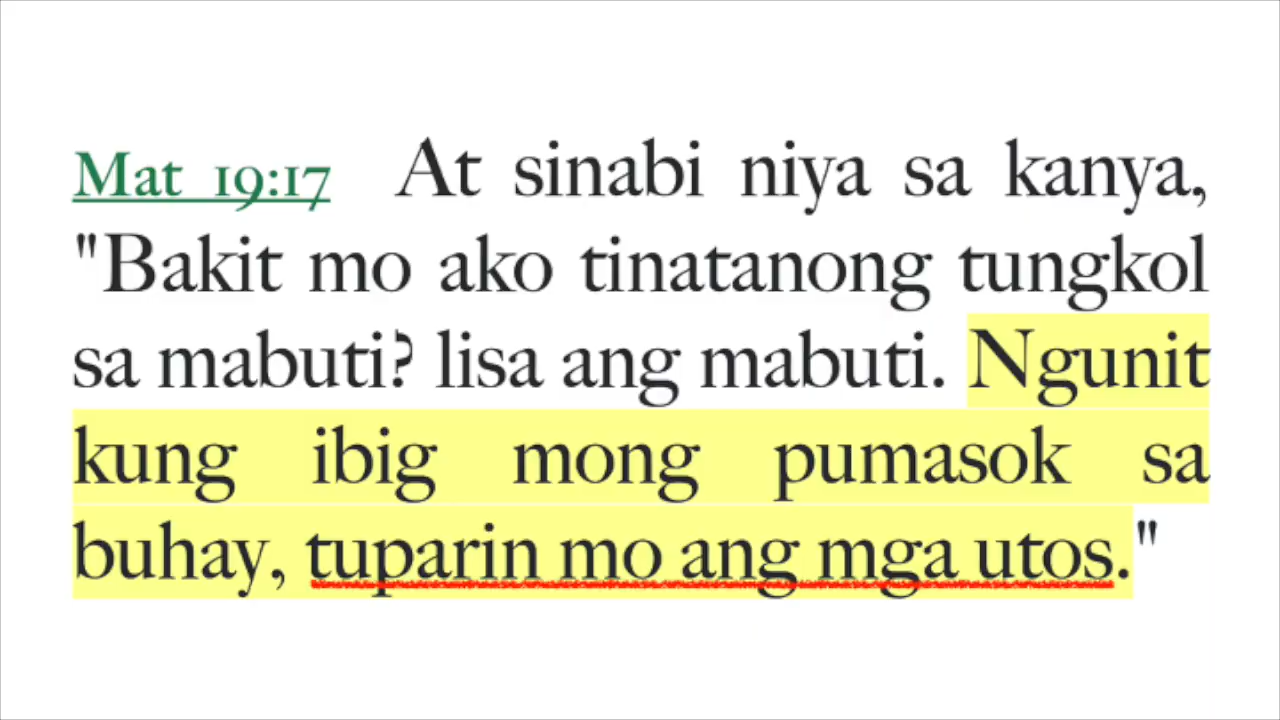 Mat 19:17 At sinabi niya sa kanya,
"Bakit mo ako tinatanong tungkol
sa mabuti? Iisa ang mabuti. Ngunit
kung ibig mong pumasok sa
buhay, tuparin mo ang mga utos."